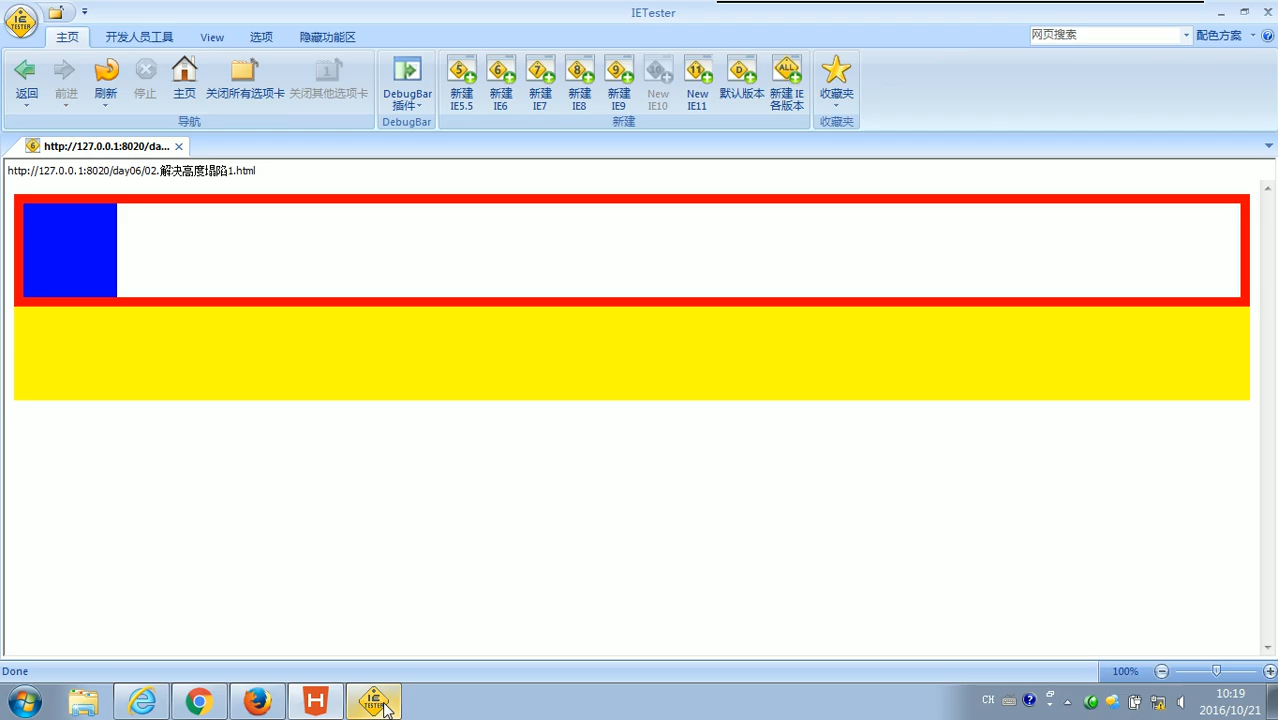 IETester
主页 开发人员工具 View 选项 隐藏功能区 网页搜索 配色方案
返回 前进 刷新 停止 主页 关闭所有选项卡 关闭其他选项卡 DebugBar 插件 新建 IE5.5 新建 IE6 新建 IE7 新建 IE8 新建 IE9 New IE10 New IE11 默认版本 新建 IE 各版本 收藏夹
导航 DebugBar 新建 收藏夹
http://127.0.0.1:8020/da...
http://127.0.0.1:8020/day06/02.解决高度塌陷1.html
Done 100%
CH 10:19
2016/10/21